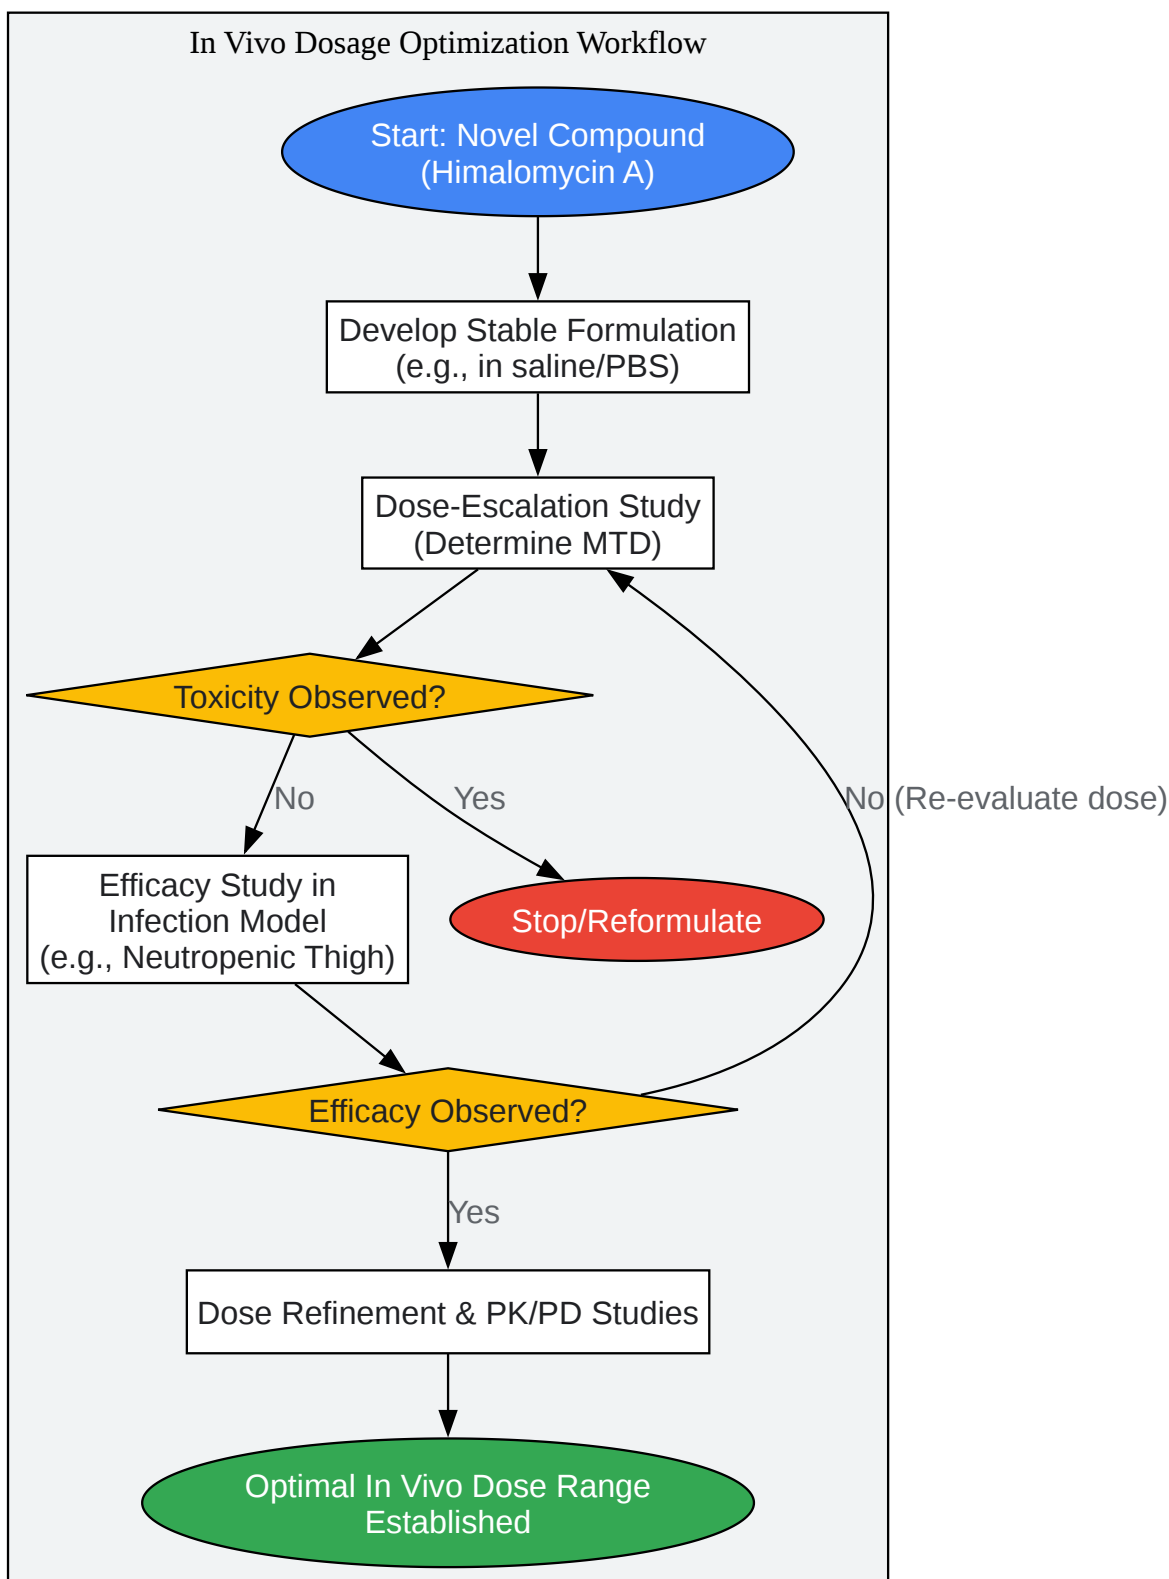 In Vivo Dosage Optimization Workflow
Start: Novel Compound
(Himalomycin A)
Develop Stable Formulation
(e.g., in saline/PBS)
Dose-Escalation Study
(Determine MTD)
Toxicity Observed?
No
Yes
No (Re-evaluate dose)
Efficacy Study in
Infection Model
(e.g., Neutropenic Thigh)
Stop/Reformulate
Efficacy Observed?
Yes
Dose Refinement & PK/PD Studies
Optimal In Vivo Dose Range
Established